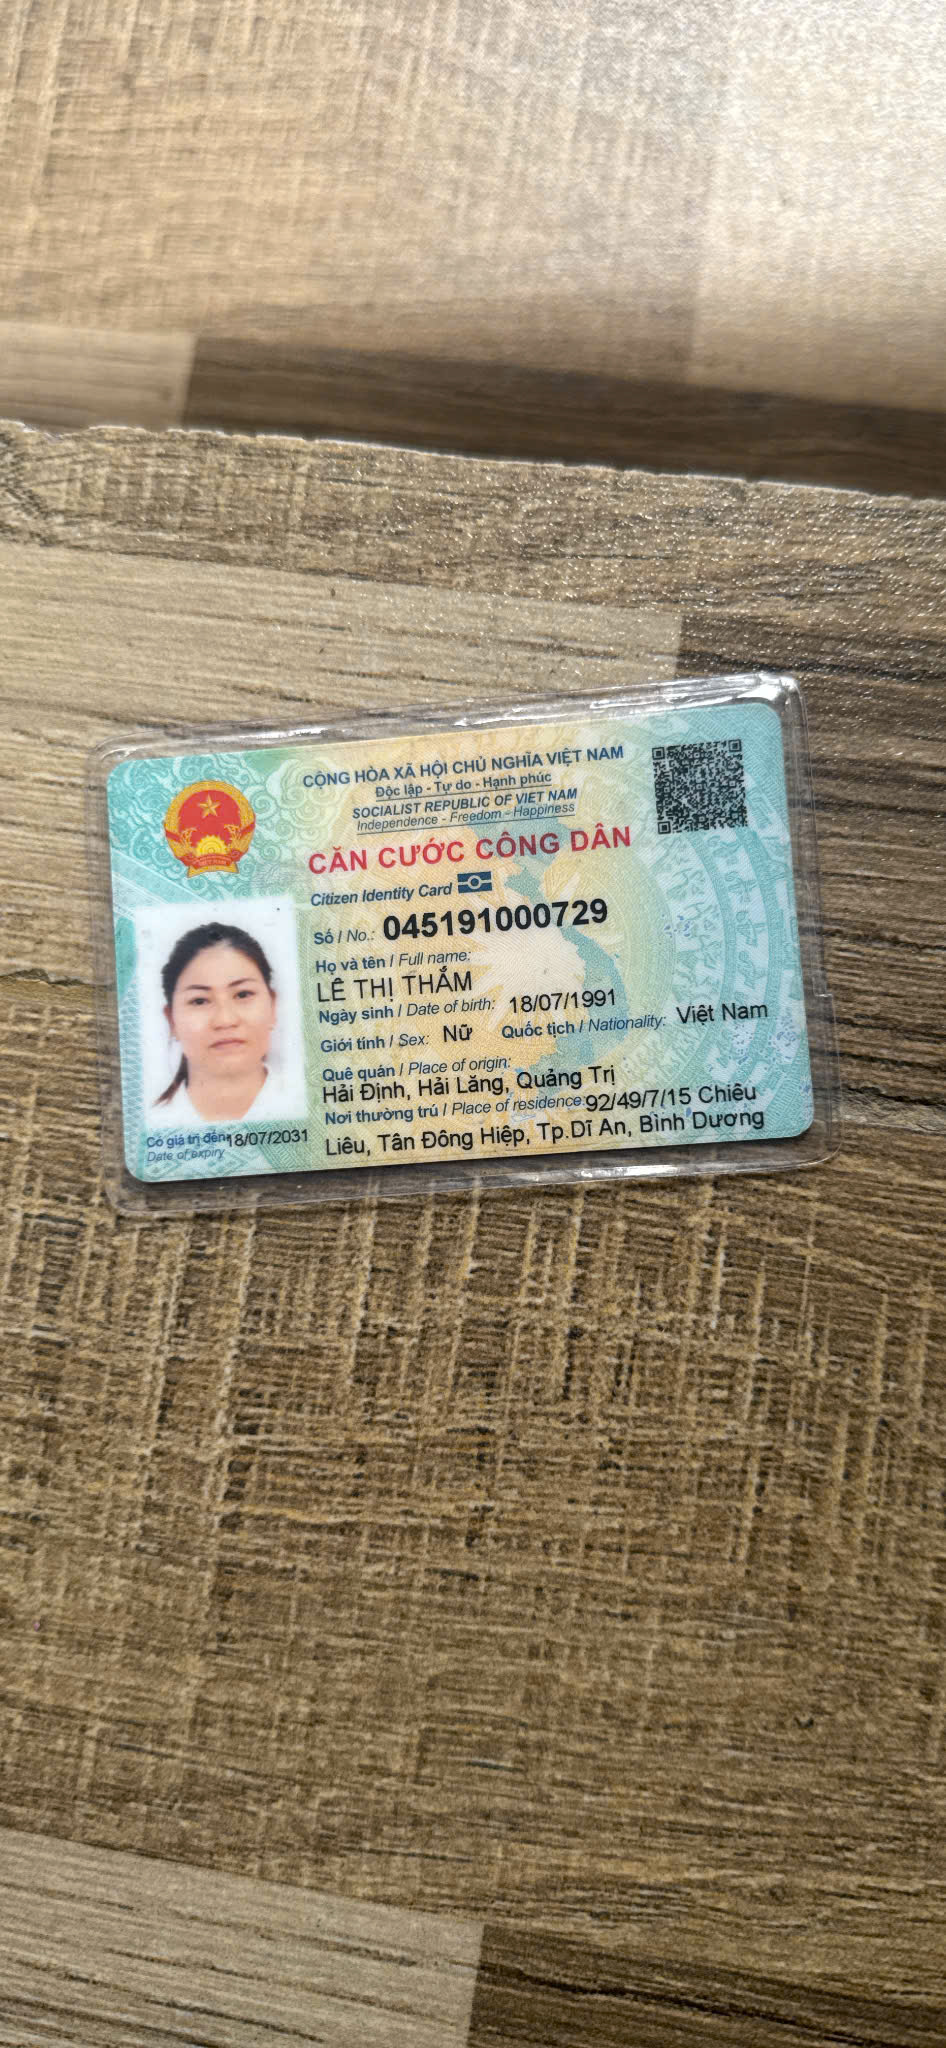 CỘNG HÒA XÃ HỘI CHỦ NGHĨA VIỆT NAM
Độc lập - Tự do - Hạnh phúc
SOCIALIST REPUBLIC OF VIET NAM
Independence - Freedom - Happiness
CĂN CƯỚC CÔNG DÂN
Citizen Identity Card
Số / No.: 045191000729
Họ và tên / Full name:
LÊ THỊ THẮM
Ngày sinh / Date of birth: 18/07/1991
Giới tính / Sex: Nữ Quốc tịch / Nationality: Việt Nam
Quê quán / Place of origin:
Hải Định, Hải Lăng, Quảng Trị
Nơi thường trú / Place of residence: 92/49/7/15 Chiêu
Liêu, Tân Đông Hiệp, Tp.Dĩ An, Bình Dương
Có giá trị đến: 18/07/2031
Date of expiry